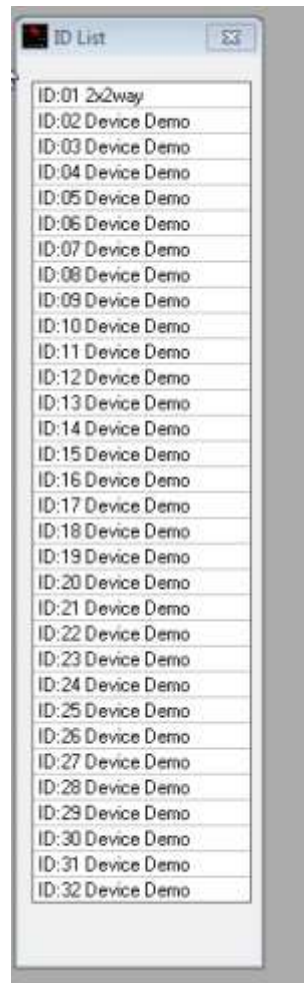 ID List
ID:01 2x2way
ID:02 Device Demo
ID:03 Device Demo
ID:04 Device Demo
ID:05 Device Demo
ID:06 Device Demo
ID:07 Device Demo
ID:08 Device Demo
ID:09 Device Demo
ID:10 Device Demo
ID:11 Device Demo
ID:12 Device Demo
ID:13 Device Demo
ID:14 Device Demo
ID:15 Device Demo
ID:16 Device Demo
ID:17 Device Demo
ID:18 Device Demo
ID:19 Device Demo
ID:20 Device Demo
ID:21 Device Demo
ID:22 Device Demo
ID:23 Device Demo
ID:24 Device Demo
ID:25 Device Demo
ID:26 Device Demo
ID:27 Device Demo
ID:28 Device Demo
ID:29 Device Demo
ID:30 Device Demo
ID:31 Device Demo
ID:32 Device Demo